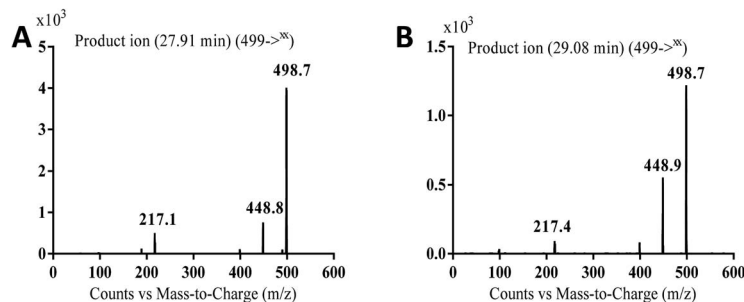 A
x10³
Product ion (27.91 min) (499->ˣˣ)
498.7
448.8
217.1
5
4
3
2
1
0
0 100 200 300 400 500 600
Counts vs Mass-to-Charge (m/z)
B
x10³
Product ion (29.08 min) (499->ˣˣ)
498.7
448.9
217.4
1.5
1.0
0.5
0.0
0 100 200 300 400 500 600
Counts vs Mass-to-Charge (m/z)